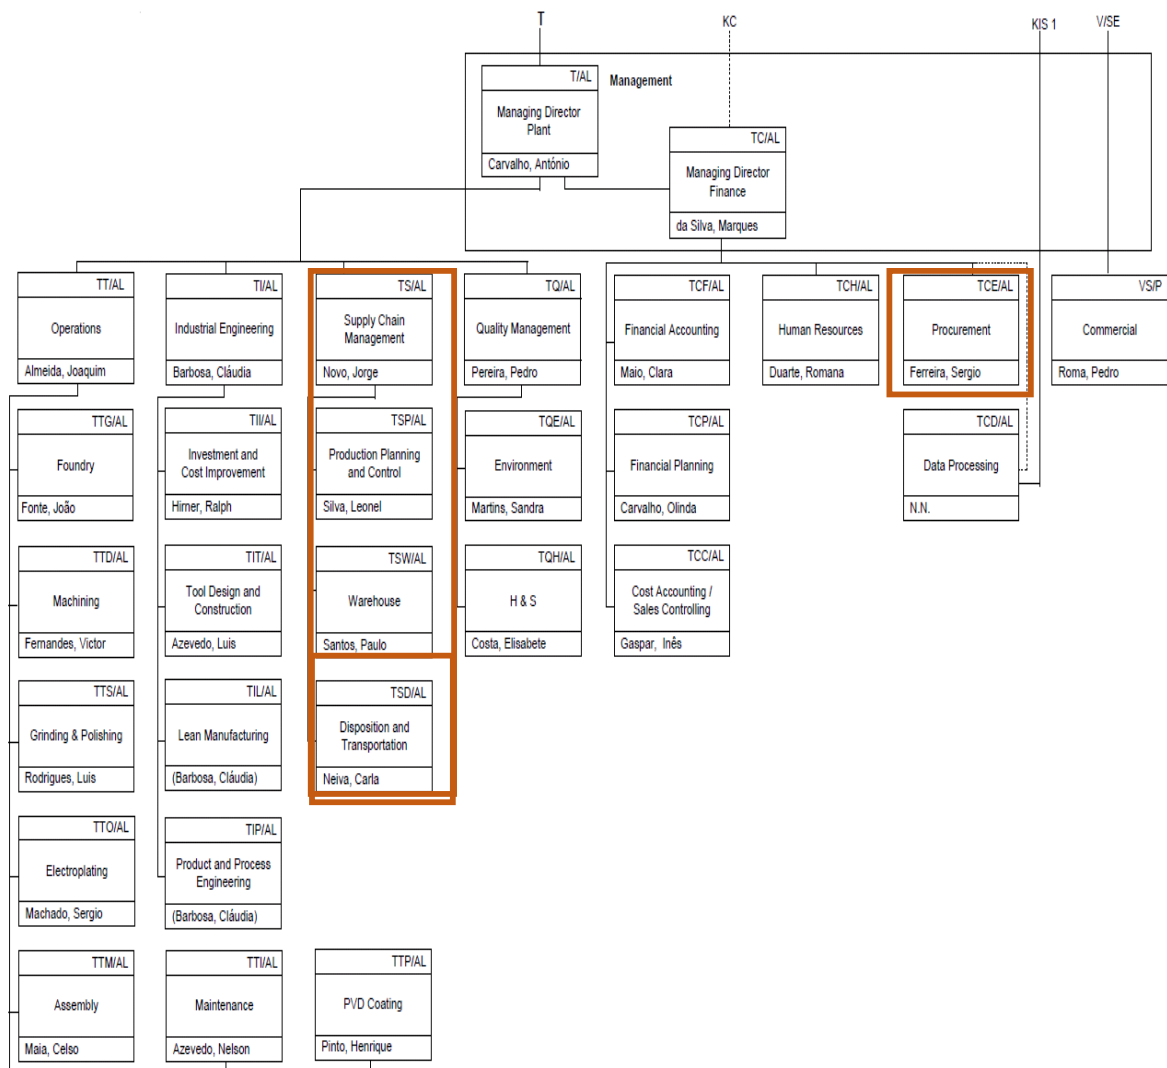 T
KC
KIS 1
V/SE
T/AL
Management
Managing Director
Plant
Carvalho, António
TC/AL
Managing Director
Finance
da Silva, Marques
TT/AL
Operations
Almeida, Joaquim
TI/AL
Industrial Engineering
Barbosa, Cláudia
TS/AL
Supply Chain
Management
Novo, Jorge
TQ/AL
Quality Management
Pereira, Pedro
TCF/AL
Financial Accounting
Maio, Clara
TCH/AL
Human Resources
Duarte, Romana
TCE/AL
Procurement
Ferreira, Sergio
VS/P
Commercial
Roma, Pedro
TTG/AL
Foundry
Fonte, João
TII/AL
Investment and
Cost Improvement
Hirner, Ralph
TSP/AL
Production Planning
and Control
Silva, Leonel
TQE/AL
Environment
Martins, Sandra
TCP/AL
Financial Planning
Carvalho, Olinda
TCD/AL
Data Processing
N.N.
TTD/AL
Machining
Fernandes, Victor
TIT/AL
Tool Design and
Construction
Azevedo, Luis
TSW/AL
Warehouse
Santos, Paulo
TQH/AL
H & S
Costa, Elisabete
TCC/AL
Cost Accounting /
Sales Controlling
Gaspar, Inês
TTS/AL
Grinding & Polishing
Rodrigues, Luis
TIL/AL
Lean Manufacturing
(Barbosa, Cláudia)
TSD/AL
Disposition and
Transportation
Neiva, Carla
TTO/AL
Electroplating
Machado, Sergio
TIP/AL
Product and Process
Engineering
(Barbosa, Cláudia)
TTM/AL
Assembly
Maia, Celso
TTI/AL
Maintenance
Azevedo, Nelson
TTP/AL
PVD Coating
Pinto, Henrique